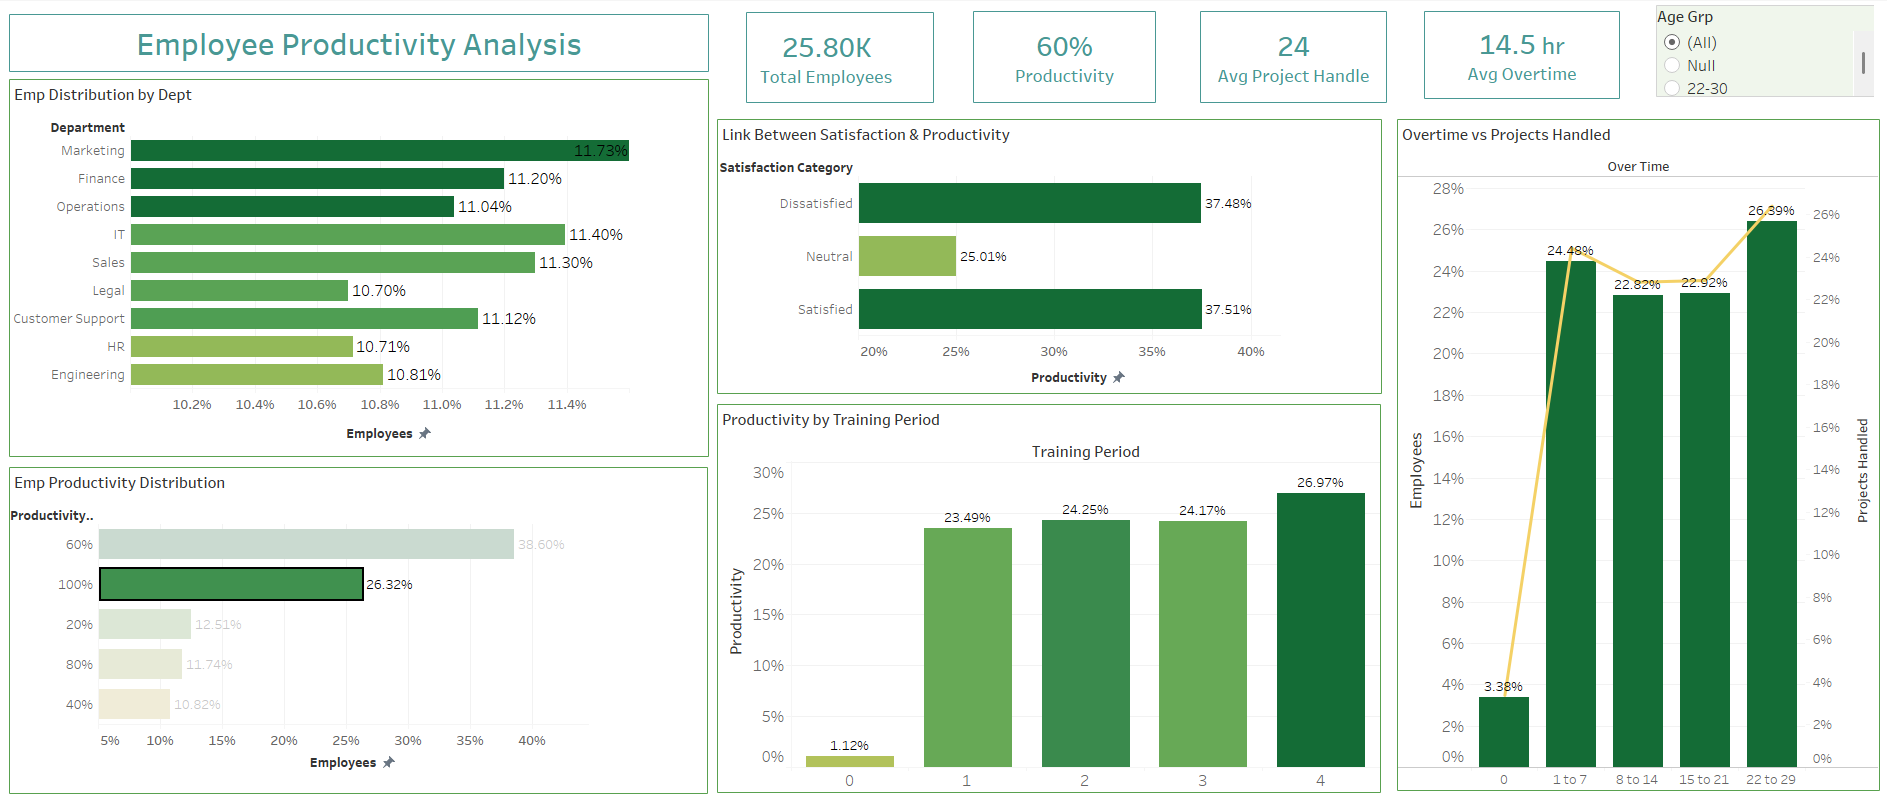 Employee Productivity Analysis
25.80K
Total Employees
60%
Productivity
24
Avg Project Handle
14.5 hr
Avg Overtime
Age Grp
(All)
Null
22-30
Emp Distribution by Dept
Department
Marketing 11.73%
Finance 11.20%
Operations 11.04%
IT 11.40%
Sales 11.30%
Legal 10.70%
Customer Support 11.12%
HR 10.71%
Engineering 10.81%
10.2% 10.4% 10.6% 10.8% 11.0% 11.2% 11.4%
Employees
Emp Productivity Distribution
Productivity..
60% 38.60%
100% 26.32%
20% 12.51%
80% 11.74%
40% 10.82%
5% 10% 15% 20% 25% 30% 35% 40%
Employees
Link Between Satisfaction & Productivity
Satisfaction Category
Dissatisfied 37.48%
Neutral 25.01%
Satisfied 37.51%
20% 25% 30% 35% 40%
Productivity
Productivity by Training Period
Training Period
Productivity
30%
25%
20%
15%
10%
5%
0%
1.12% 23.49% 24.25% 24.17% 26.97%
0 1 2 3 4
Overtime vs Projects Handled
Over Time
Employees
28%
26%
24%
22%
20%
18%
16%
14%
12%
10%
8%
6%
4%
2%
0%
3.38% 24.48% 22.82% 22.92% 26.39%
26%
24%
22%
20%
18%
16%
14%
12%
10%
8%
6%
4%
2%
0%
Projects Handled
0 1 to 7 8 to 14 15 to 21 22 to 29